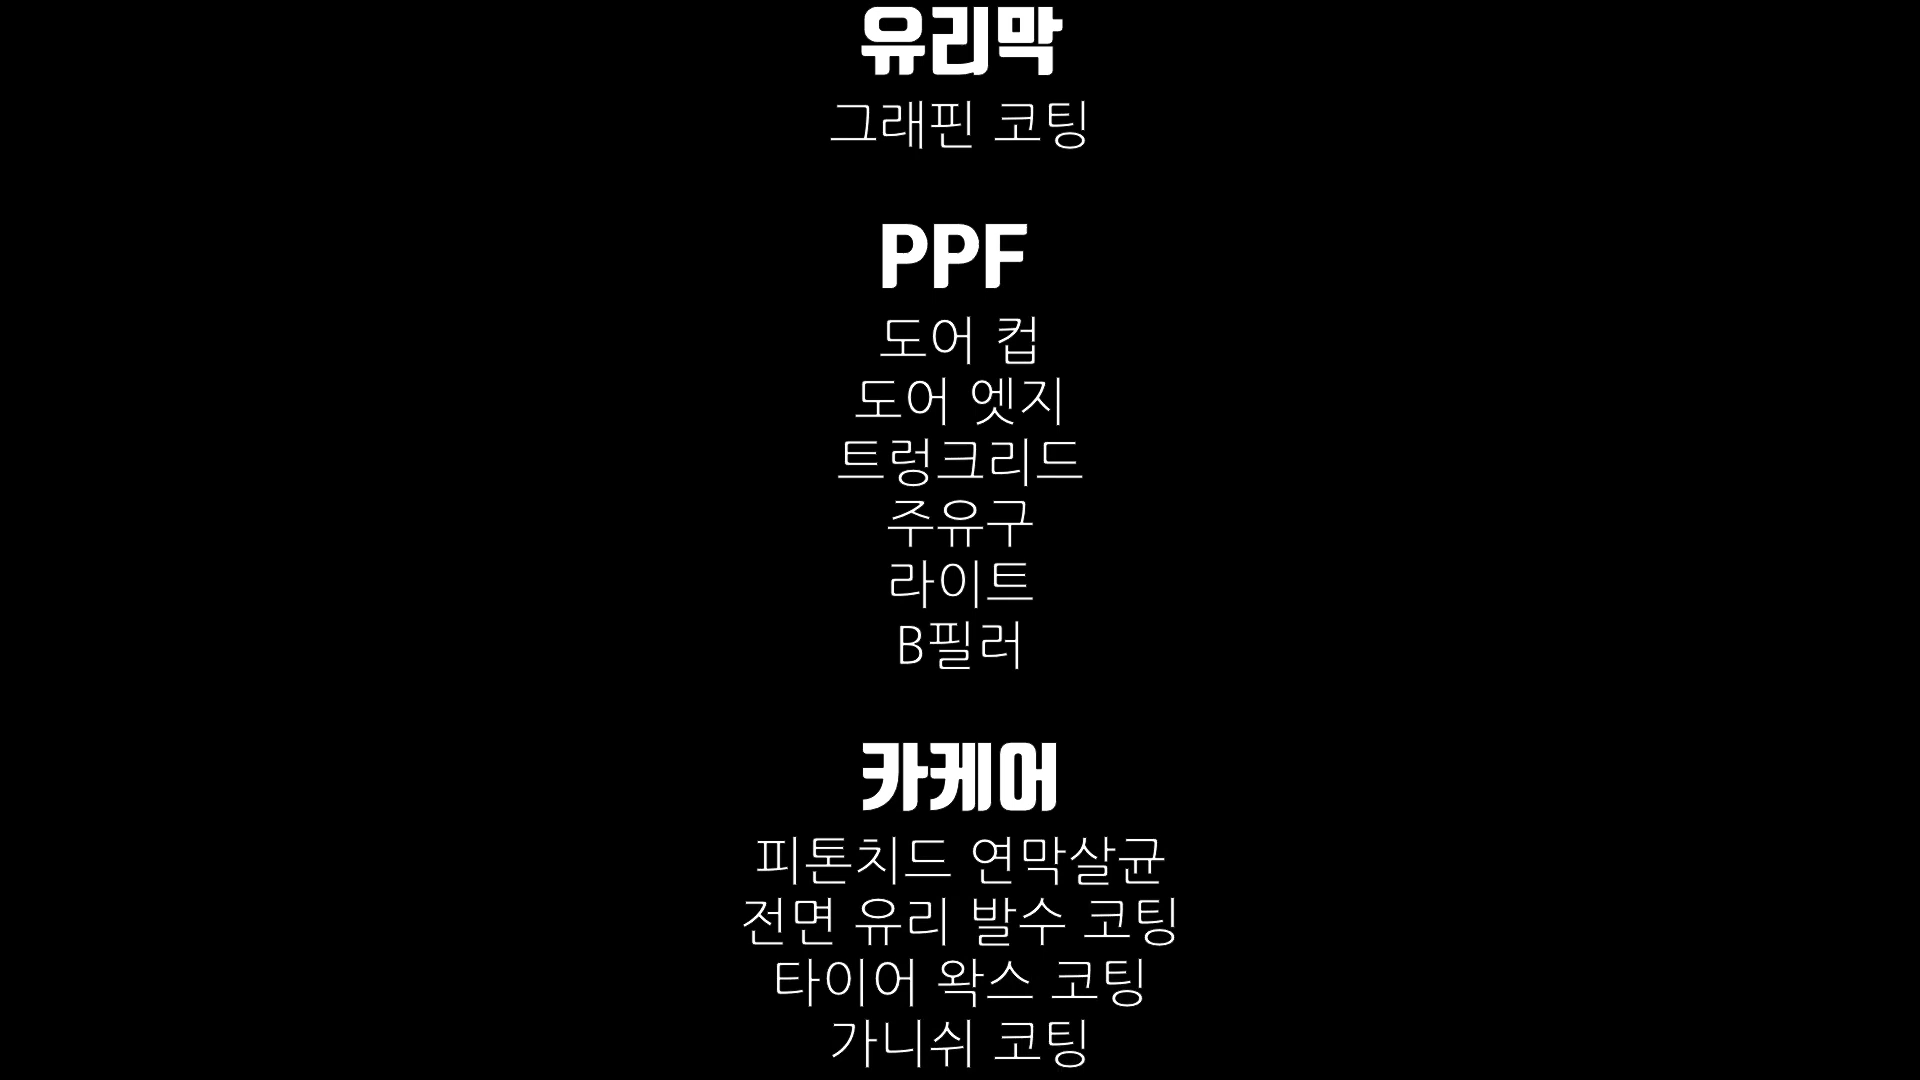 유리막
그래핀 코팅
PPF
도어 컵
도어 엣지
트렁크리드
주유구
라이트
B필러
카케어
피톤치드 연막살균
전면 유리 발수 코팅
타이어 왁스 코팅
가니쉬 코팅